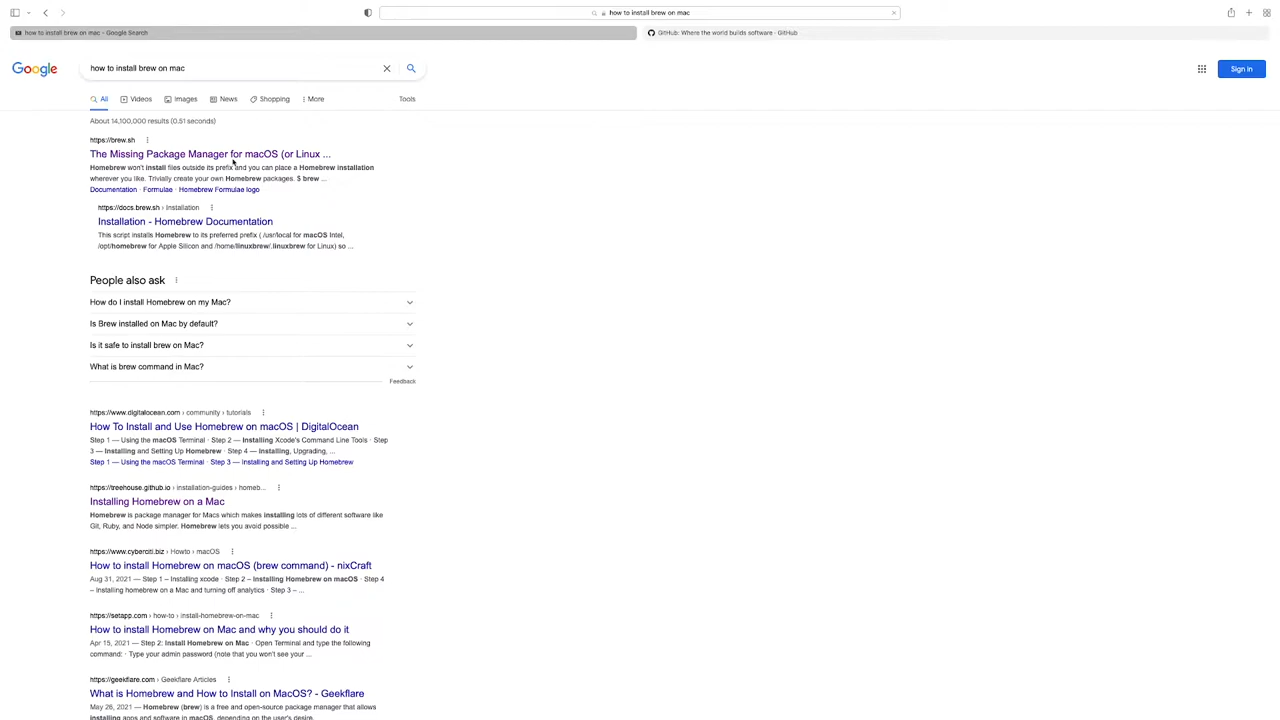 how to install brew on mac
how to install brew on mac - Google Search
GitHub: Where the world builds software · GitHub
Google
how to install brew on mac
Sign in
All
Videos
Images
News
Shopping
More
Tools
About 14,100,000 results (0.51 seconds)
https://brew.sh
The Missing Package Manager for macOS (or Linux ...
Homebrew won't install files outside its prefix and you can place a Homebrew installation
wherever you like. Trivially create your own Homebrew packages. $ brew ...
Documentation · Formulae · Homebrew Formulae logo
https://docs.brew.sh › Installation
Installation - Homebrew Documentation
This script installs Homebrew to its preferred prefix ( /usr/local for macOS Intel,
/opt/homebrew for Apple Silicon and /home/linuxbrew/.linuxbrew for Linux) so ...
People also ask
How do I install Homebrew on my Mac?
Is Brew installed on Mac by default?
Is it safe to install brew on Mac?
What is brew command in Mac?
Feedback
https://www.digitalocean.com › community › tutorials
How To Install and Use Homebrew on macOS | DigitalOcean
Step 1 — Using the macOS Terminal · Step 2 — Installing Xcode's Command Line Tools · Step
3 — Installing and Setting Up Homebrew · Step 4 — Installing, Upgrading, ...
Step 1 — Using the macOS Terminal · Step 3 — Installing and Setting Up Homebrew
https://treehouse.github.io › installation-guides › homeb...
Installing Homebrew on a Mac
Homebrew is package manager for Macs which makes installing lots of different software like
Git, Ruby, and Node simpler. Homebrew lets you avoid possible ...
https://www.cyberciti.biz › Howto › macOS
How to install Homebrew on macOS (brew command) - nixCraft
Aug 31, 2021 — Step 1 – Installing xcode · Step 2 – Installing Homebrew on macOS · Step 4
– Installing homebrew on a Mac and turning off analytics · Step 3 – ...
https://setapp.com › how-to › install-homebrew-on-mac
How to install Homebrew on Mac and why you should do it
Apr 15, 2021 — Step 2: Install Homebrew on Mac · Open Terminal and type the following
command: · Type your admin password (note that you won't see your ...
https://geekflare.com › Geekflare Articles
What is Homebrew and How to Install on MacOS? - Geekflare
May 26, 2021 — Homebrew (brew) is a free and open-source package manager that allows
installing apps and software in macOS, depending on the user's desire.